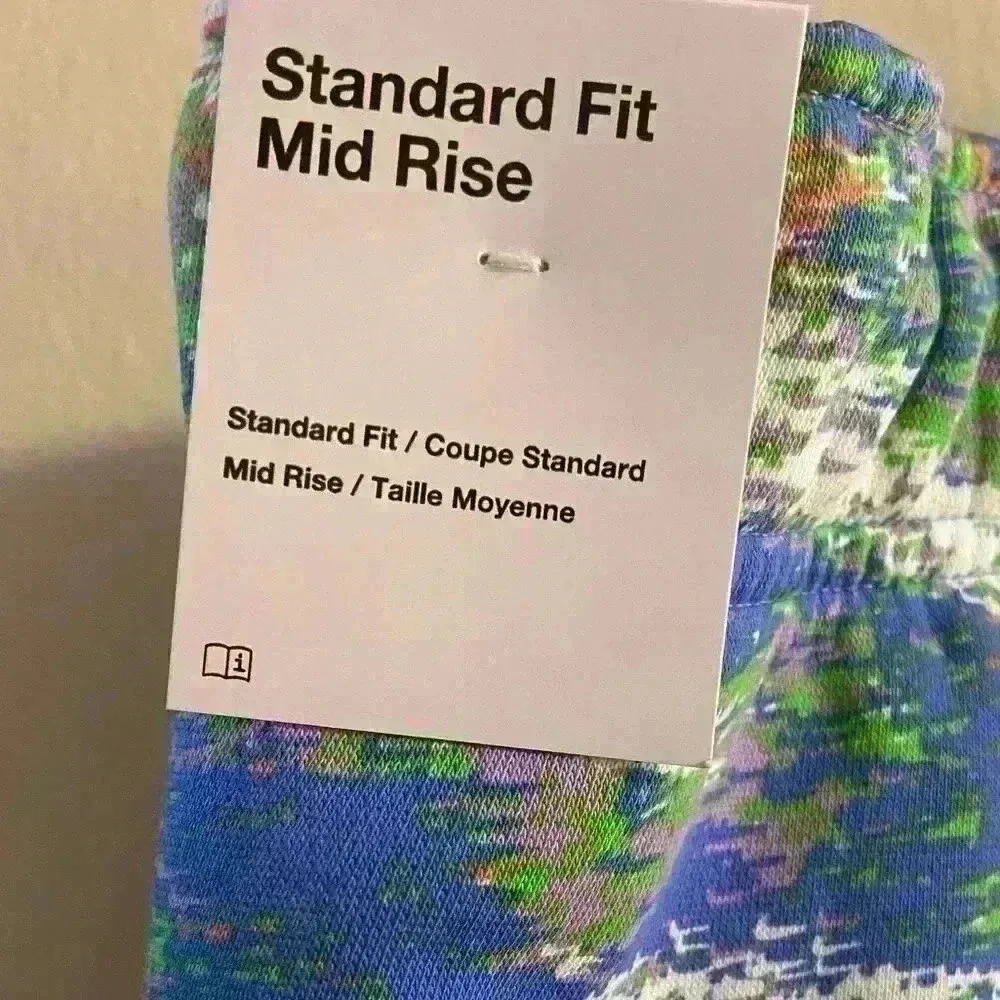 Standard Fit
Mid Rise
Standard Fit / Coupe Standard
Mid Rise / Taille Moyenne
i